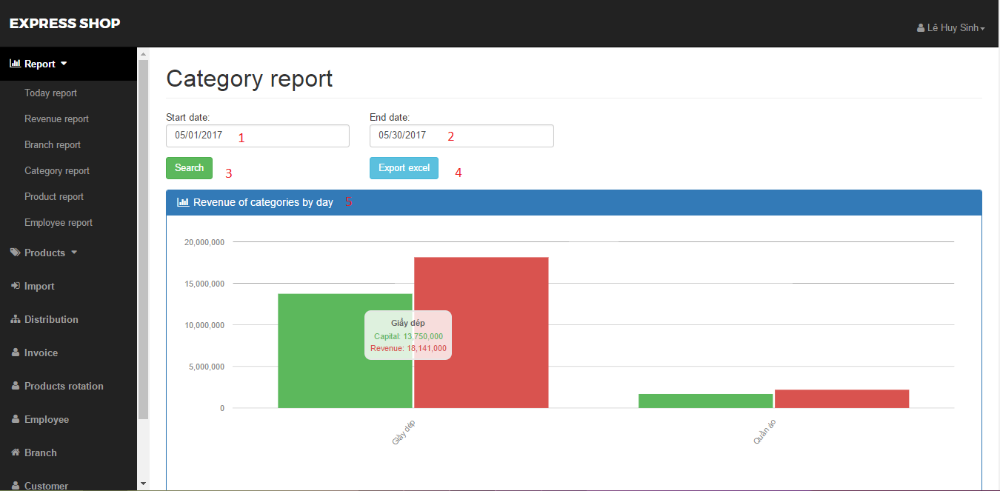 EXPRESS SHOP
Lê Huy Sinh
Report
Today report
Revenue report
Branch report
Category report
Product report
Employee report
Products
Import
Distribution
Invoice
Products rotation
Employee
Branch
Customer
Category report
Start date:
End date:
05/01/2017 1
05/30/2017 2
Search 3
Export excel 4
Revenue of categories by day 5
20,000,000
15,000,000
10,000,000
5,000,000
0
Giầy dép
Capital: 13,750,000
Revenue: 18,141,000
Giầy dép
Quần áo